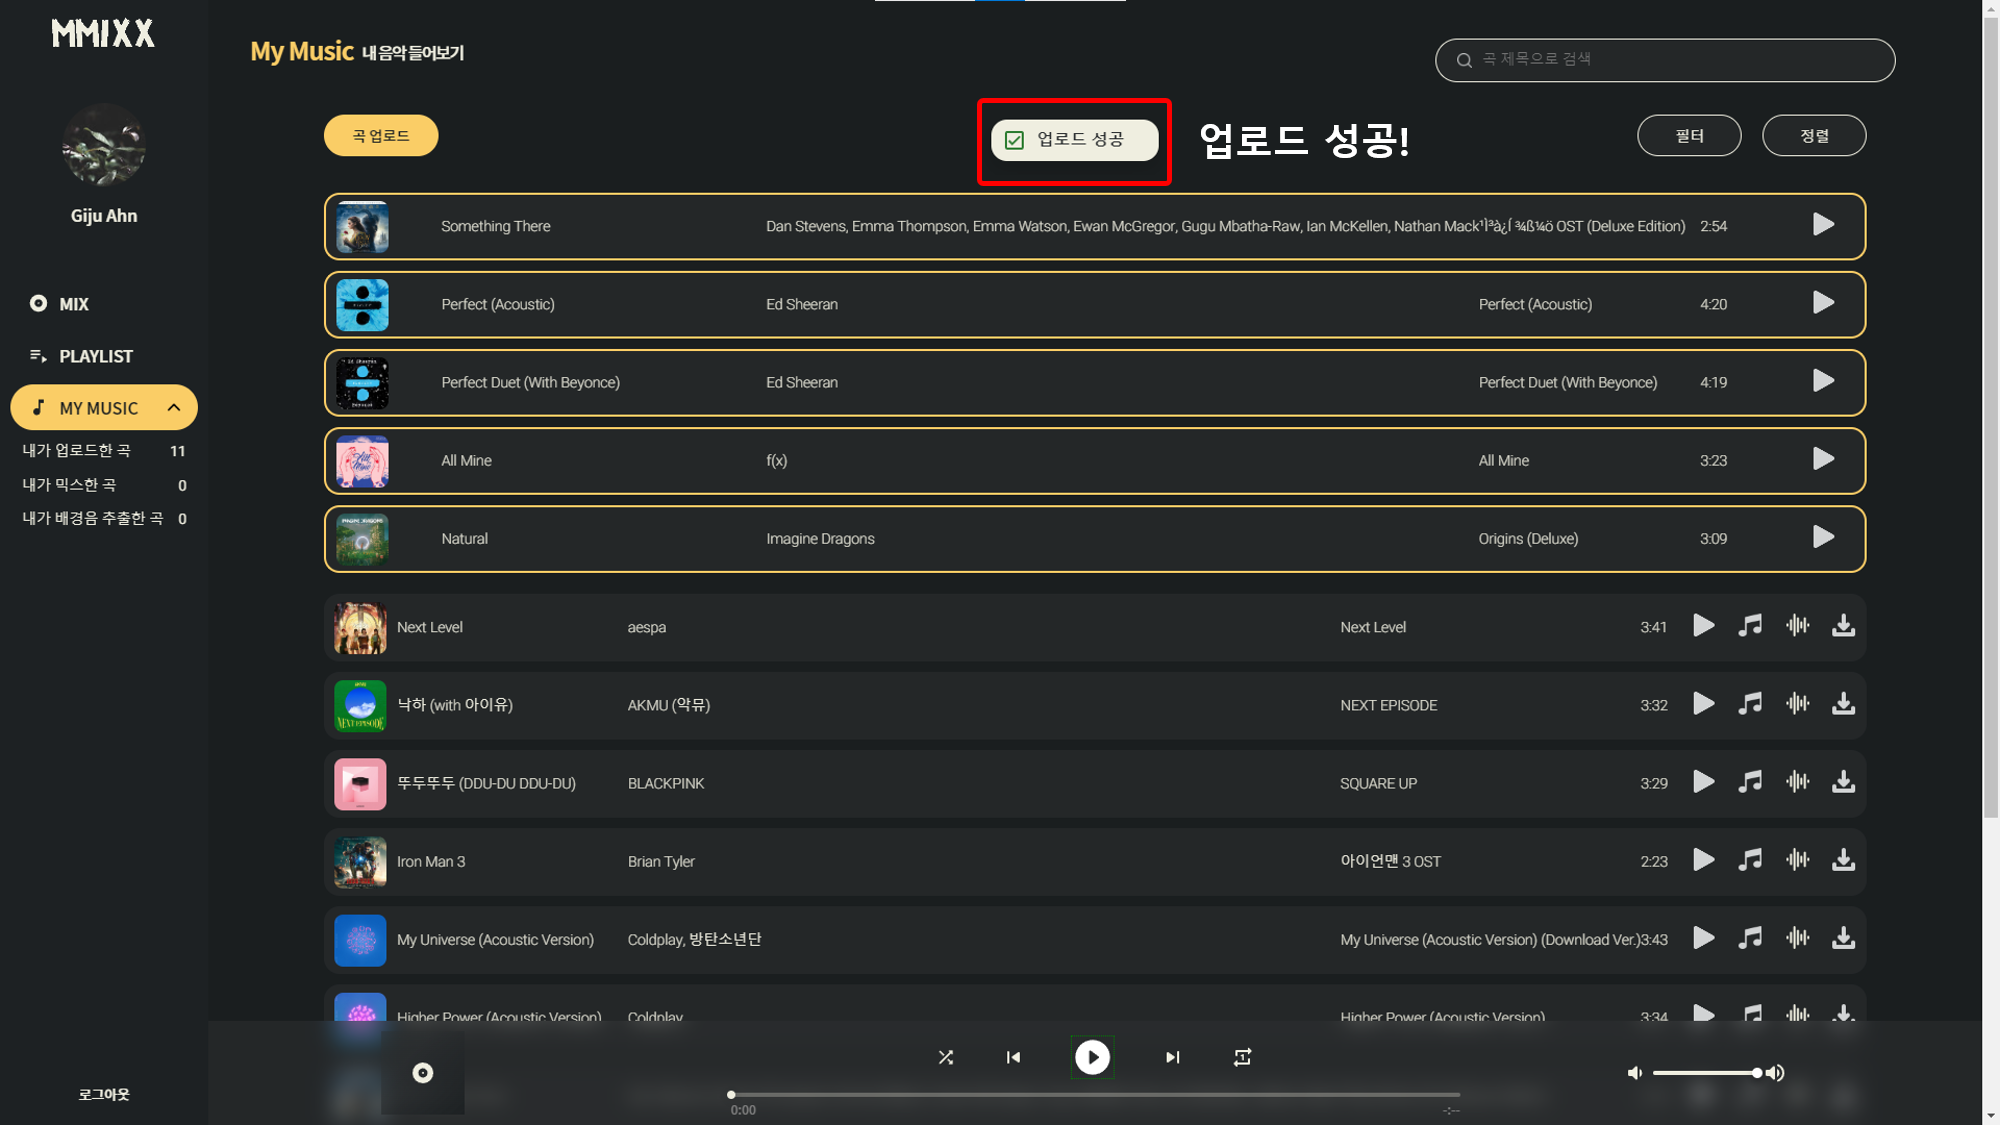 MMIXX
My Music 내 음악 들어보기
곡 제목으로 검색
곡 업로드
업로드 성공
업로드 성공!
필터
정렬
Giju Ahn
MIX
PLAYLIST
MY MUSIC
내가 업로드한 곡 11
내가 믹스한 곡 0
내가 배경음 추출한 곡 0
로그아웃
Something There Dan Stevens, Emma Thompson, Emma Watson, Ewan McGregor, Gugu Mbatha-Raw, Ian McKellen, Nathan Mack¹Ì³à¿Í ¾ß¼ö OST (Deluxe Edition) 2:54
Perfect (Acoustic) Ed Sheeran Perfect (Acoustic) 4:20
Perfect Duet (With Beyonce) Ed Sheeran Perfect Duet (With Beyonce) 4:19
All Mine f(x) All Mine 3:23
Natural Imagine Dragons Origins (Deluxe) 3:09
Next Level aespa Next Level 3:41
낙하 (with 아이유) AKMU (악뮤) NEXT EPISODE 3:32
뚜두뚜두 (DDU-DU DDU-DU) BLACKPINK SQUARE UP 3:29
Iron Man 3 Brian Tyler 아이언맨 3 OST 2:23
My Universe (Acoustic Version) Coldplay, 방탄소년단 My Universe (Acoustic Version) (Download Ver.) 3:43
Higher Power (Acoustic Version) Coldplay Higher Power (Acoustic Version) 3:34
0:00 -:--